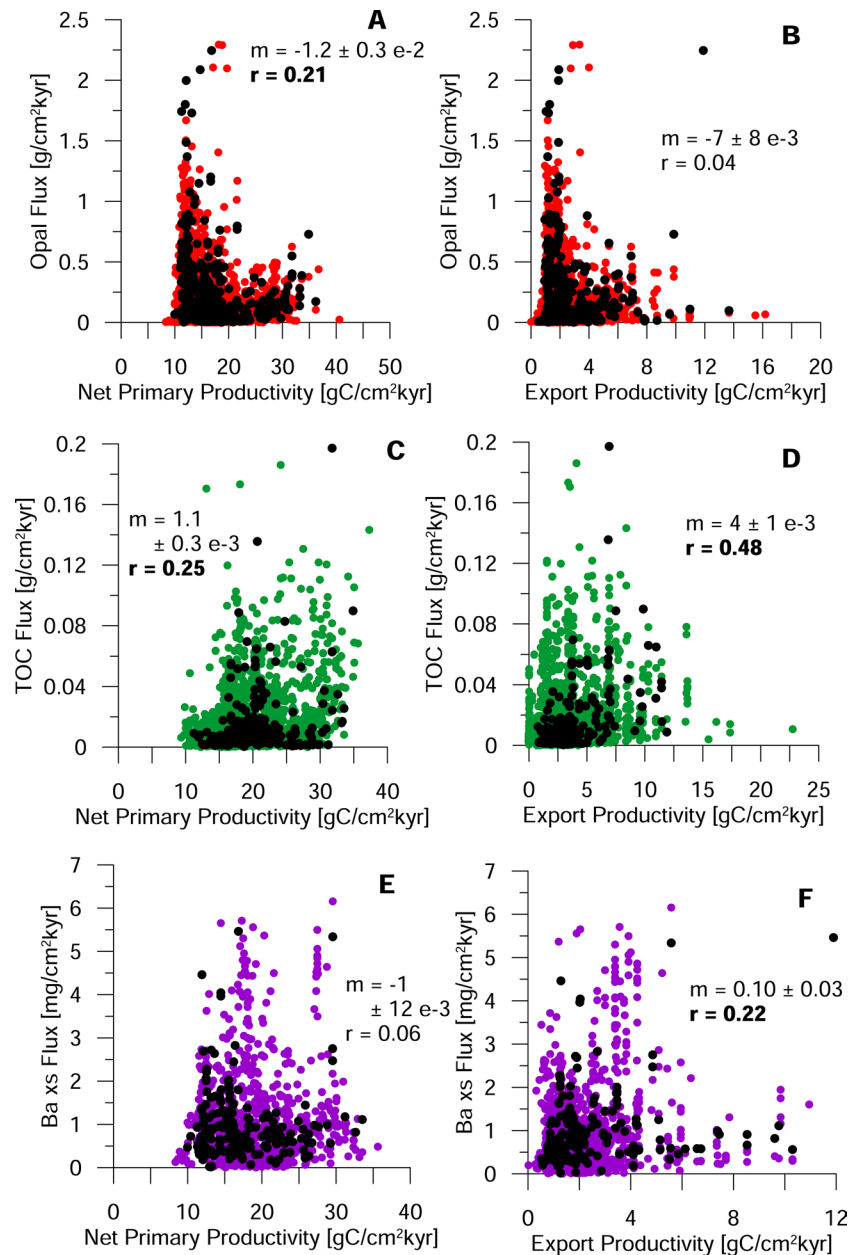 A
2.5
2
1.5
1
0.5
0
Opal Flux [g/cm²kyr]
m = -1.2 ± 0.3 e-2
r = 0.21
0 10 20 30 40 50
Net Primary Productivity [gC/cm²kyr]
B
2.5
2
1.5
1
0.5
0
Opal Flux [g/cm²kyr]
m = -7 ± 8 e-3
r = 0.04
0 4 8 12 16 20
Export Productivity [gC/cm²kyr]
C
0.2
0.16
0.12
0.08
0.04
0
TOC Flux [g/cm²kyr]
m = 1.1
± 0.3 e-3
r = 0.25
0 10 20 30 40
Net Primary Productivity [gC/cm²kyr]
D
0.2
0.16
0.12
0.08
0.04
0
TOC Flux [g/cm²kyr]
m = 4 ± 1 e-3
r = 0.48
0 5 10 15 20 25
Export Productivity [gC/cm²kyr]
E
7
6
5
4
3
2
1
0
Ba xs Flux [mg/cm²kyr]
m = -1
± 12 e-3
r = 0.06
0 10 20 30 40
Net Primary Productivity [gC/cm²kyr]
F
7
6
5
4
3
2
1
0
Ba xs Flux [mg/cm²kyr]
m = 0.10 ± 0.03
r = 0.22
0 4 8 12
Export Productivity [gC/cm²kyr]